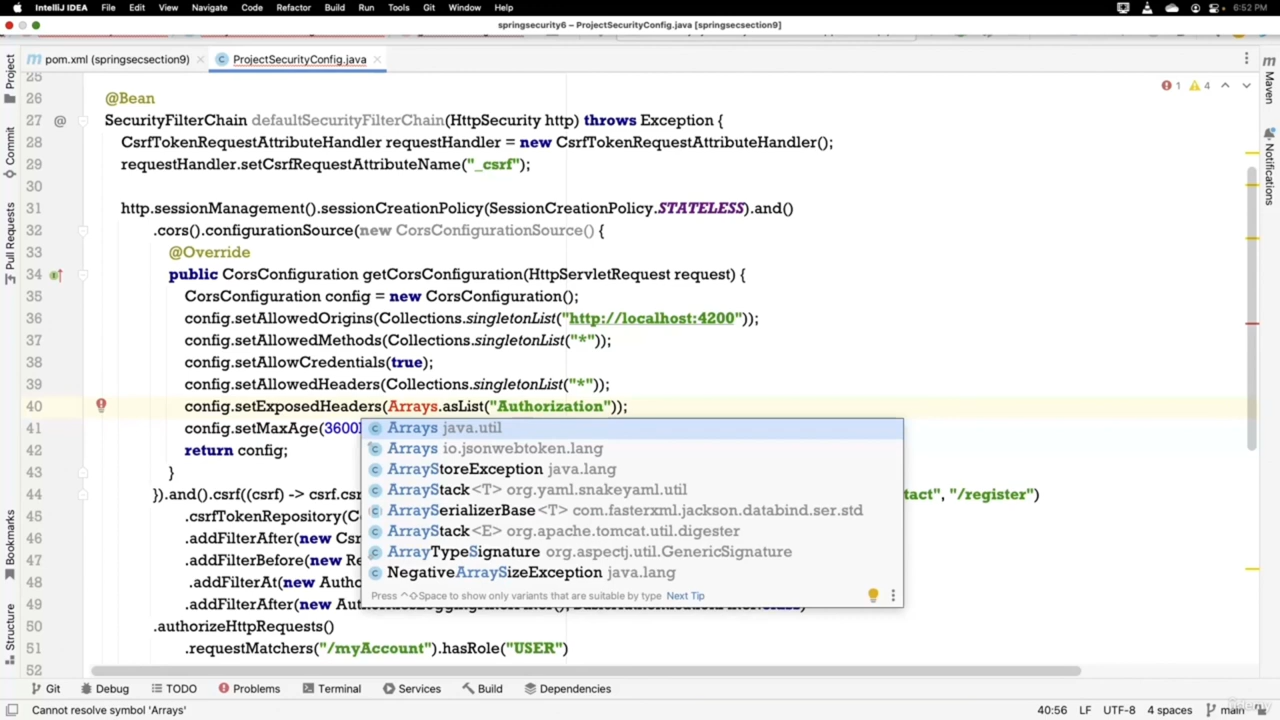 IntelliJ IDEA File Edit View Navigate Code Refactor Build Run Tools Git Window Help 6:52 PM
springsecurity6 – ProjectSecurityConfig.java [springsecsection9]
pom.xml (springsecsection9) ProjectSecurityConfig.java
Project
Commit
Pull Requests
Bookmarks
Structure
Maven
Notifications
1 4
25
26 @Bean
27 SecurityFilterChain defaultSecurityFilterChain(HttpSecurity http) throws Exception {
28 CsrfTokenRequestAttributeHandler requestHandler = new CsrfTokenRequestAttributeHandler();
29 requestHandler.setCsrfRequestAttributeName("_csrf");
30
31 http.sessionManagement().sessionCreationPolicy(SessionCreationPolicy.STATELESS).and()
32 .cors().configurationSource(new CorsConfigurationSource() {
33 @Override
34 public CorsConfiguration getCorsConfiguration(HttpServletRequest request) {
35 CorsConfiguration config = new CorsConfiguration();
36 config.setAllowedOrigins(Collections.singletonList("http://localhost:4200"));
37 config.setAllowedMethods(Collections.singletonList("*"));
38 config.setAllowCredentials(true);
39 config.setAllowedHeaders(Collections.singletonList("*"));
40 config.setExposedHeaders(Arrays.asList("Authorization"));
41 config.setMaxAge(3600
42 return config;
43 }
44 }).and().csrf((csrf) -> csrf.csr tact", "/register")
45 .csrfTokenRepository(C
46 .addFilterAfter(new Csr
47 .addFilterBefore(new Re
48 .addFilterAt(new Autho
49 .addFilterAfter(new
50 .authorizeHttpRequests()
51 .requestMatchers("/myAccount").hasRole("USER")
52
Arrays java.util
Arrays io.jsonwebtoken.lang
ArrayStoreException java.lang
ArrayStack<T> org.yaml.snakeyaml.util
ArraySerializerBase<T> com.fasterxml.jackson.databind.ser.std
ArrayStack<E> org.apache.tomcat.util.digester
ArrayTypeSignature org.aspectj.util.GenericSignature
NegativeArraySizeException java.lang
Press ^⇧Space to show only variants that are suitable by type Next Tip
Git Debug TODO Problems Terminal Services Build Dependencies
Cannot resolve symbol 'Arrays' 40:56 LF UTF-8 4 spaces main
Udemy